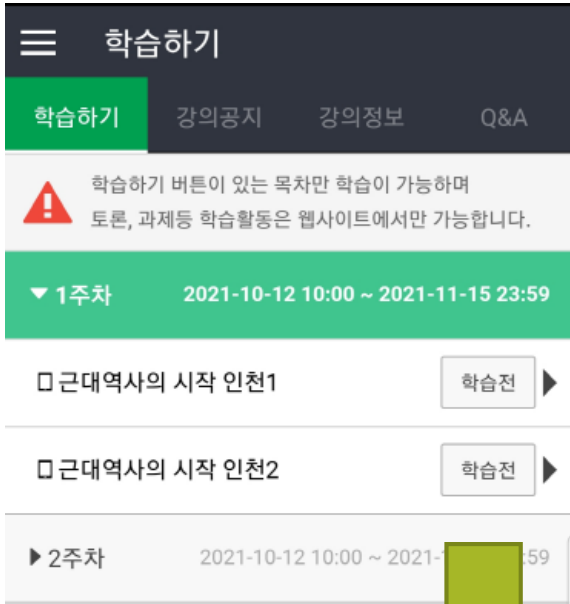 학습하기
학습하기 강의공지 강의정보 Q&A
학습하기 버튼이 있는 목차만 학습이 가능하며
토론, 과제등 학습활동은 웹사이트에서만 가능합니다.
1주차 2021-10-12 10:00 ~ 2021-11-15 23:59
근대역사의 시작 인천1 학습전
근대역사의 시작 인천2 학습전
2주차 2021-10-12 10:00 ~ 2021- :59